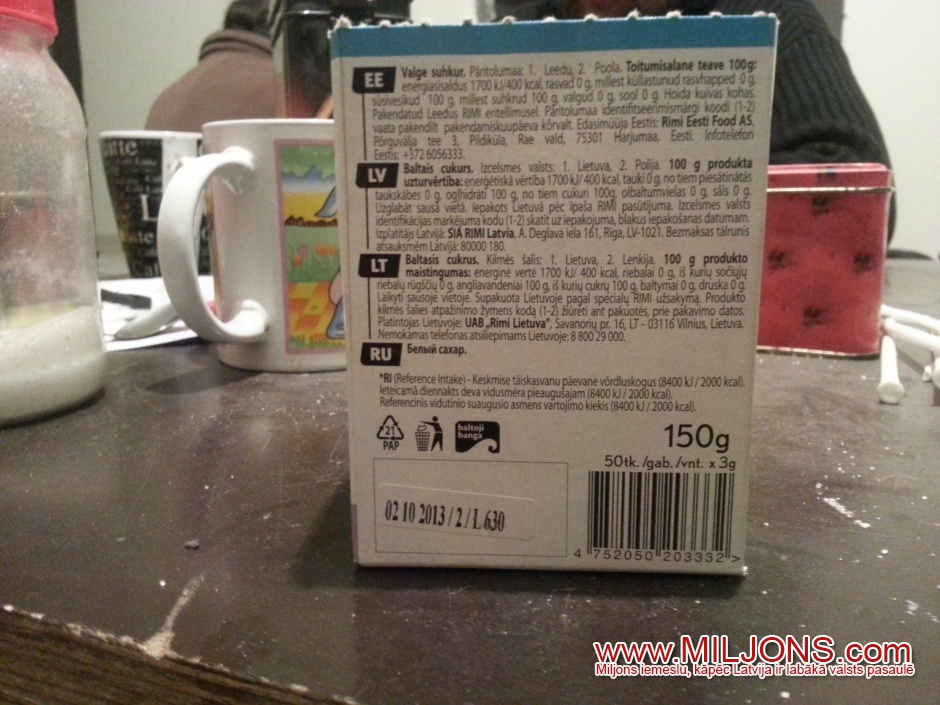 EE
Valge suhkur. Päritolumaa: 1. Leedu, 2. Poola. Toitumisalane teave 100g:
energiasisaldus 1700 kJ/400 kcal, rasvad 0 g, millest küllastunud rasvhapped 0 g,
süsivesikud 100 g, millest suhkrud 100 g, valgud 0 g, sool 0 g. Hoida kuivas kohas.
Pakendatud Leedus RIMI eritellimusel. Päritolumaa identifitseerimismärgi koodi (1-2)
vaata pakendilt pakendamiskuupäeva kõrvalt. Edasimüüja Eestis: Rimi Eesti Food AS,
Põrguvälja tee 3, Pildiküla, Rae vald, 75301 Harjumaa, Eesti. Infotelefon
Eestis: +372 6056333.
LV
Baltais cukurs. Izcelsmes valsts: 1. Lietuva, 2. Polija. 100 g produkta
uzturvērtība: enerģētiskā vērtība 1700 kJ/ 400 kcal, tauki 0 g, no tiem piesātinātās
taukskābes 0 g, ogļhidrāti 100 g, no tiem cukuri 100g, olbaltumvielas 0 g, sāls 0 g.
Uzglabāt sausā vietā. Iepakots Lietuvā pēc īpaša RIMI pasūtījuma. Izcelsmes valsts
identifikācijas marķējuma kodu (1-2) skatīt uz iepakojuma, blakus iepakošanas datumam.
Izplatītājs Latvijā: SIA RIMI Latvia, A. Deglava iela 161, Rīga, LV-1021. Bezmaksas tālrunis
atsauksmēm Latvijā: 80000 180.
LT
Baltasis cukrus. Kilmės šalis: 1. Lietuva, 2. Lenkija. 100 g produkto
maistingumas: energinė vertė 1700 kJ/ 400 kcal, riebalai 0 g, iš kurių sočiųjų
riebalų rūgščių 0 g, angliavandeniai 100 g, iš kurių cukrų 100 g, baltymai 0 g, druska 0 g.
Laikyti sausoje vietoje. Supakuota Lietuvoje pagal specialų RIMI užsakymą. Produkto
kilmės šalies atpažinimo žymens kodą (1-2) žiūrėti ant pakuotės, prie pakavimo datos.
Platintojas Lietuvoje: UAB „Rimi Lietuva", Savanorių pr. 16, LT - 03116 Vilnius, Lietuva.
Nemokamas telefonas atsiliepimams Lietuvoje: 8 800 29 000.
RU
Белый сахар.
*RI (Reference Intake) - Keskmise täiskasvanu päevane võrdluskogus (8400 kJ / 2000 kcal).
Ieteicamā diennakts deva vidusmēra pieaugušajam (8400 kJ / 2000 kcal).
Referencinis vidutinio suaugusio asmens vartojimo kiekis (8400 kJ / 2000 kcal).
21
PAP
baltoji
banga
150g
50tk./gab./vnt. x 3g
02 10 2013 / 2 / L 630
4 752050 203332 >
www.MILJONS.com
Miljons iemeslu, kāpēc Latvija ir labākā valsts pasaulē